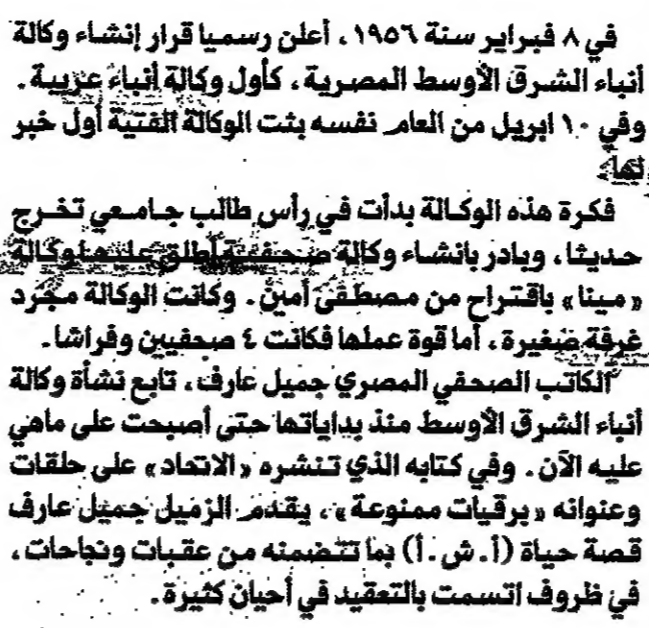 في ٨ فبراير سنة ١٩٥٦ ، أعلن رسميا قرار إنشاء وكالة
أنباء الشرق الأوسط المصرية ، كأول وكالة أنباء عربية .
وفي ١٠ ابريل من العام نفسه بثت الوكالة الفتية أول خبر
لها .
فكرة هذه الوكالة بدأت في رأس طالب جامعي تخرج
حديثا ، وبادر بانشاء وكالة صحفية أطلق عليها وكالة
« مينا » باقتراح من مصطفى أمين . وكانت الوكالة مجرد
غرفة صغيرة ، أما قوة عملها فكانت ٤ صحفيين وفراشا .
الكاتب الصحفي المصري جميل عارف ، تابع نشأة وكالة
أنباء الشرق الأوسط منذ بداياتها حتى أصبحت على ماهي
عليه الآن . وفي كتابه الذي تنشره « الاتحاد » على حلقات
وعنوانه « برقيات ممنوعة » ، يقدم الزميل جميل عارف
قصة حياة (أ . ش . أ) بما تتضمنه من عقبات ونجاحات ،
في ظروف اتسمت بالتعقيد في أحيان كثيرة .